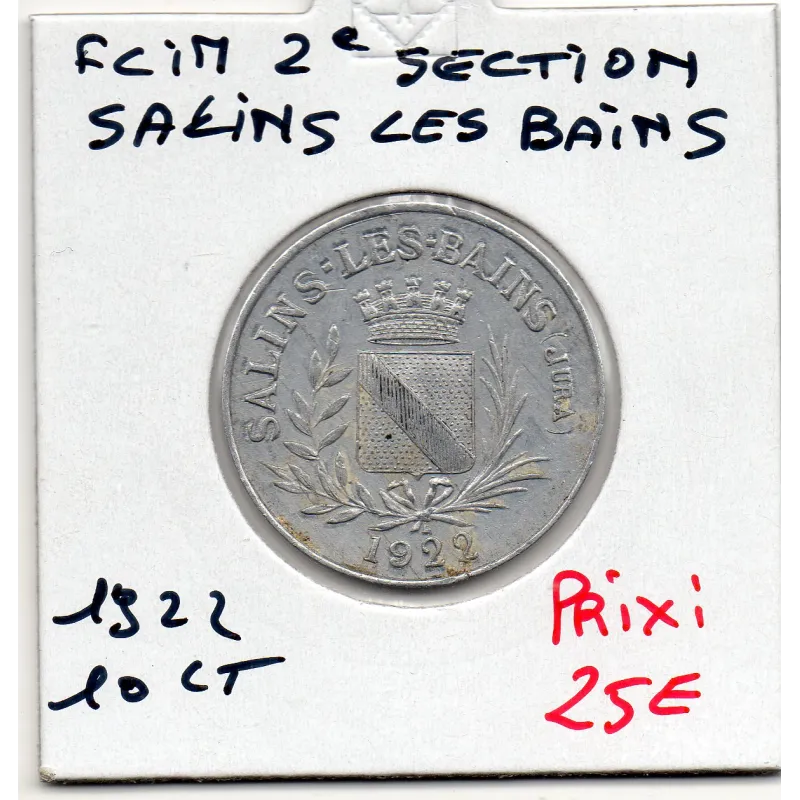 FCIM 2e SECTION
SALINS LES BAINS
SALINS-LES-BAINS (JURA)
1922
1922
10 CT
PRIXI
25E